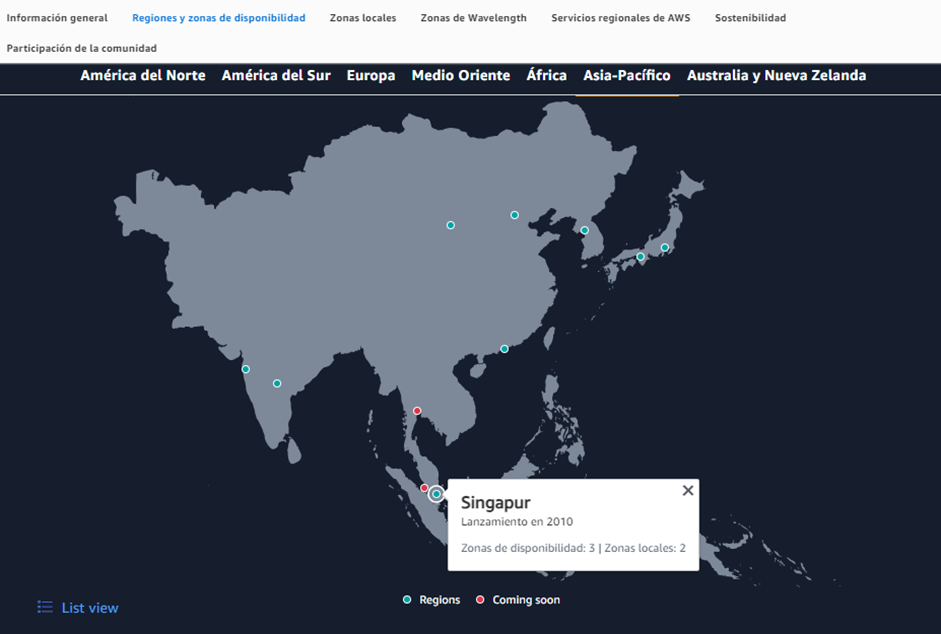 Información general Regiones y zonas de disponibilidad Zonas locales Zonas de Wavelength Servicios regionales de AWS Sostenibilidad
Participación de la comunidad
América del Norte América del Sur Europa Medio Oriente África Asia-Pacífico Australia y Nueva Zelanda
Singapur
Lanzamiento en 2010
Zonas de disponibilidad: 3 | Zonas locales: 2
Regions Coming soon
List view